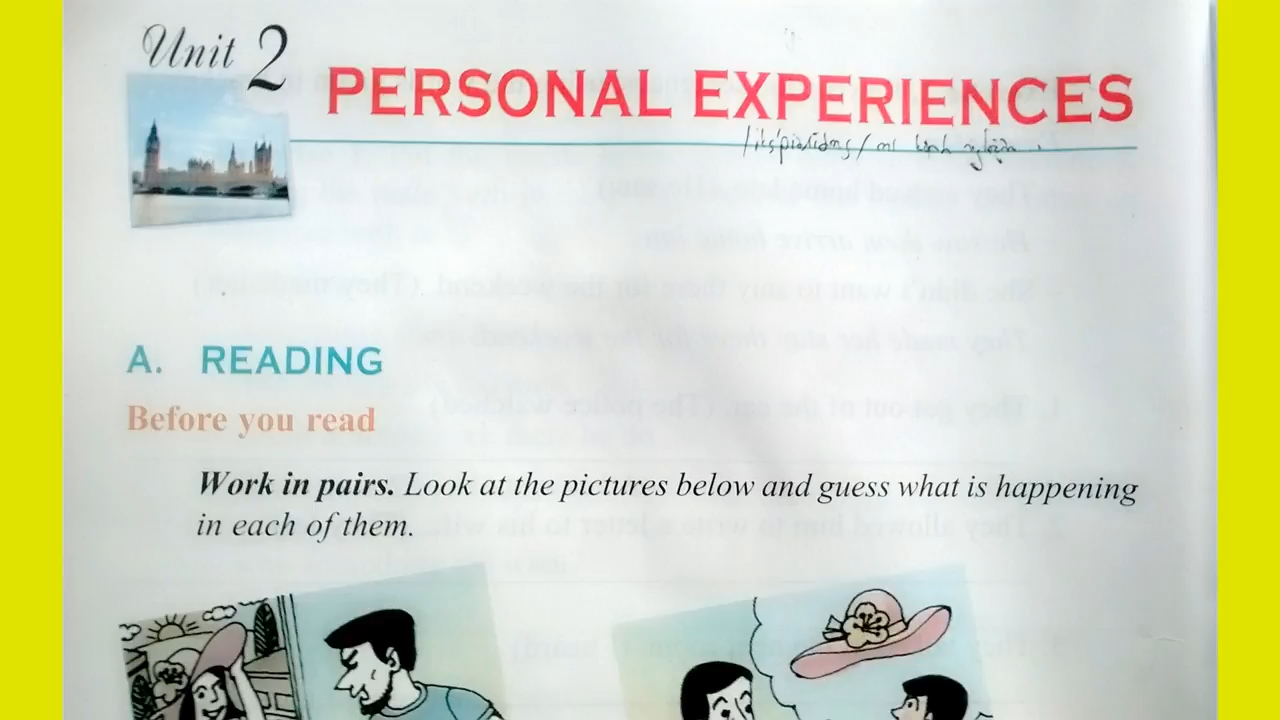 Unit 2
PERSONAL EXPERIENCES
A. READING
Before you read
Work in pairs. Look at the pictures below and guess what is happening
in each of them.